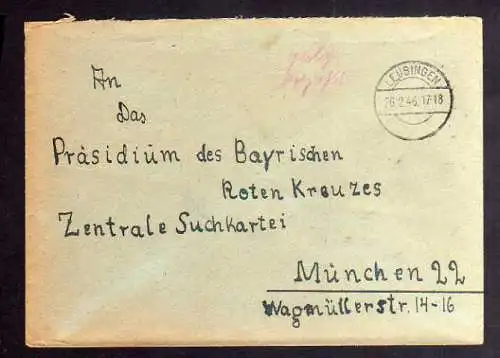 An
Das
Präsidium des Bayrischen
Roten Kreuzes
Zentrale Suchkartei
München 22
Wagmüllerstr. 14-16
LEUBINGEN
26.2.46. 17-18